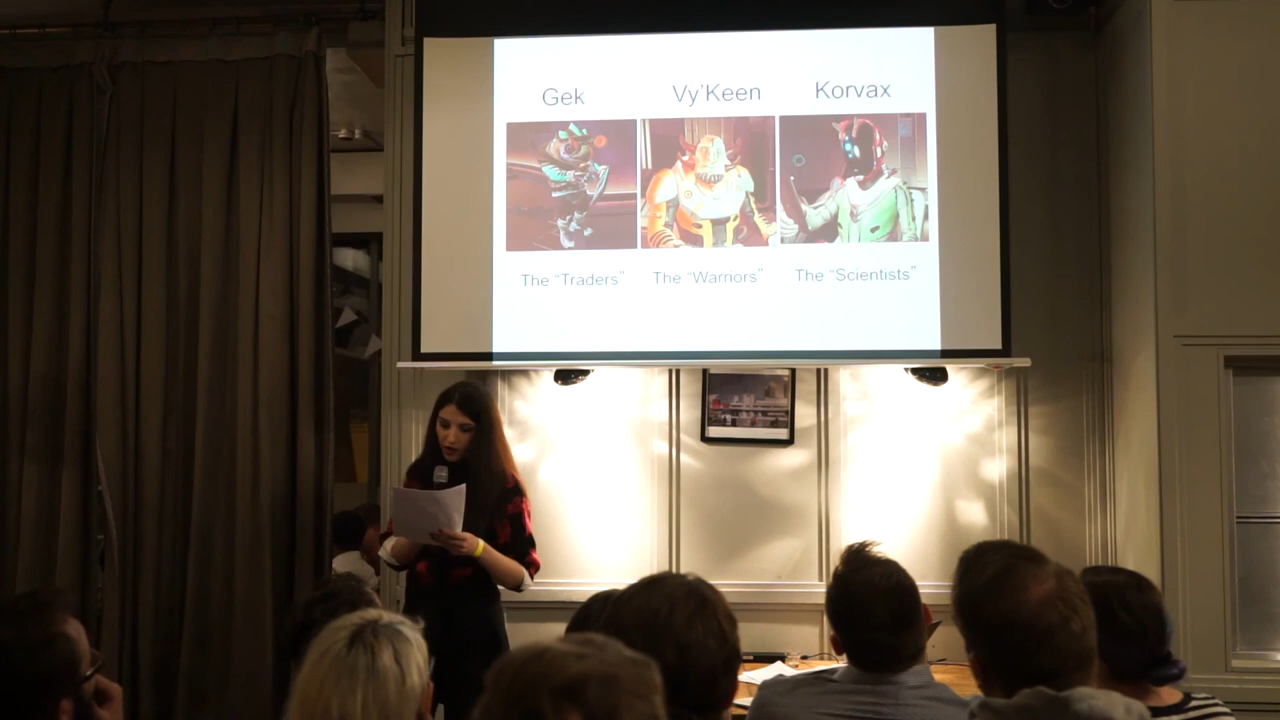 Gek Vy'Keen Korvax
The "Traders" The "Warriors" The "Scientists"